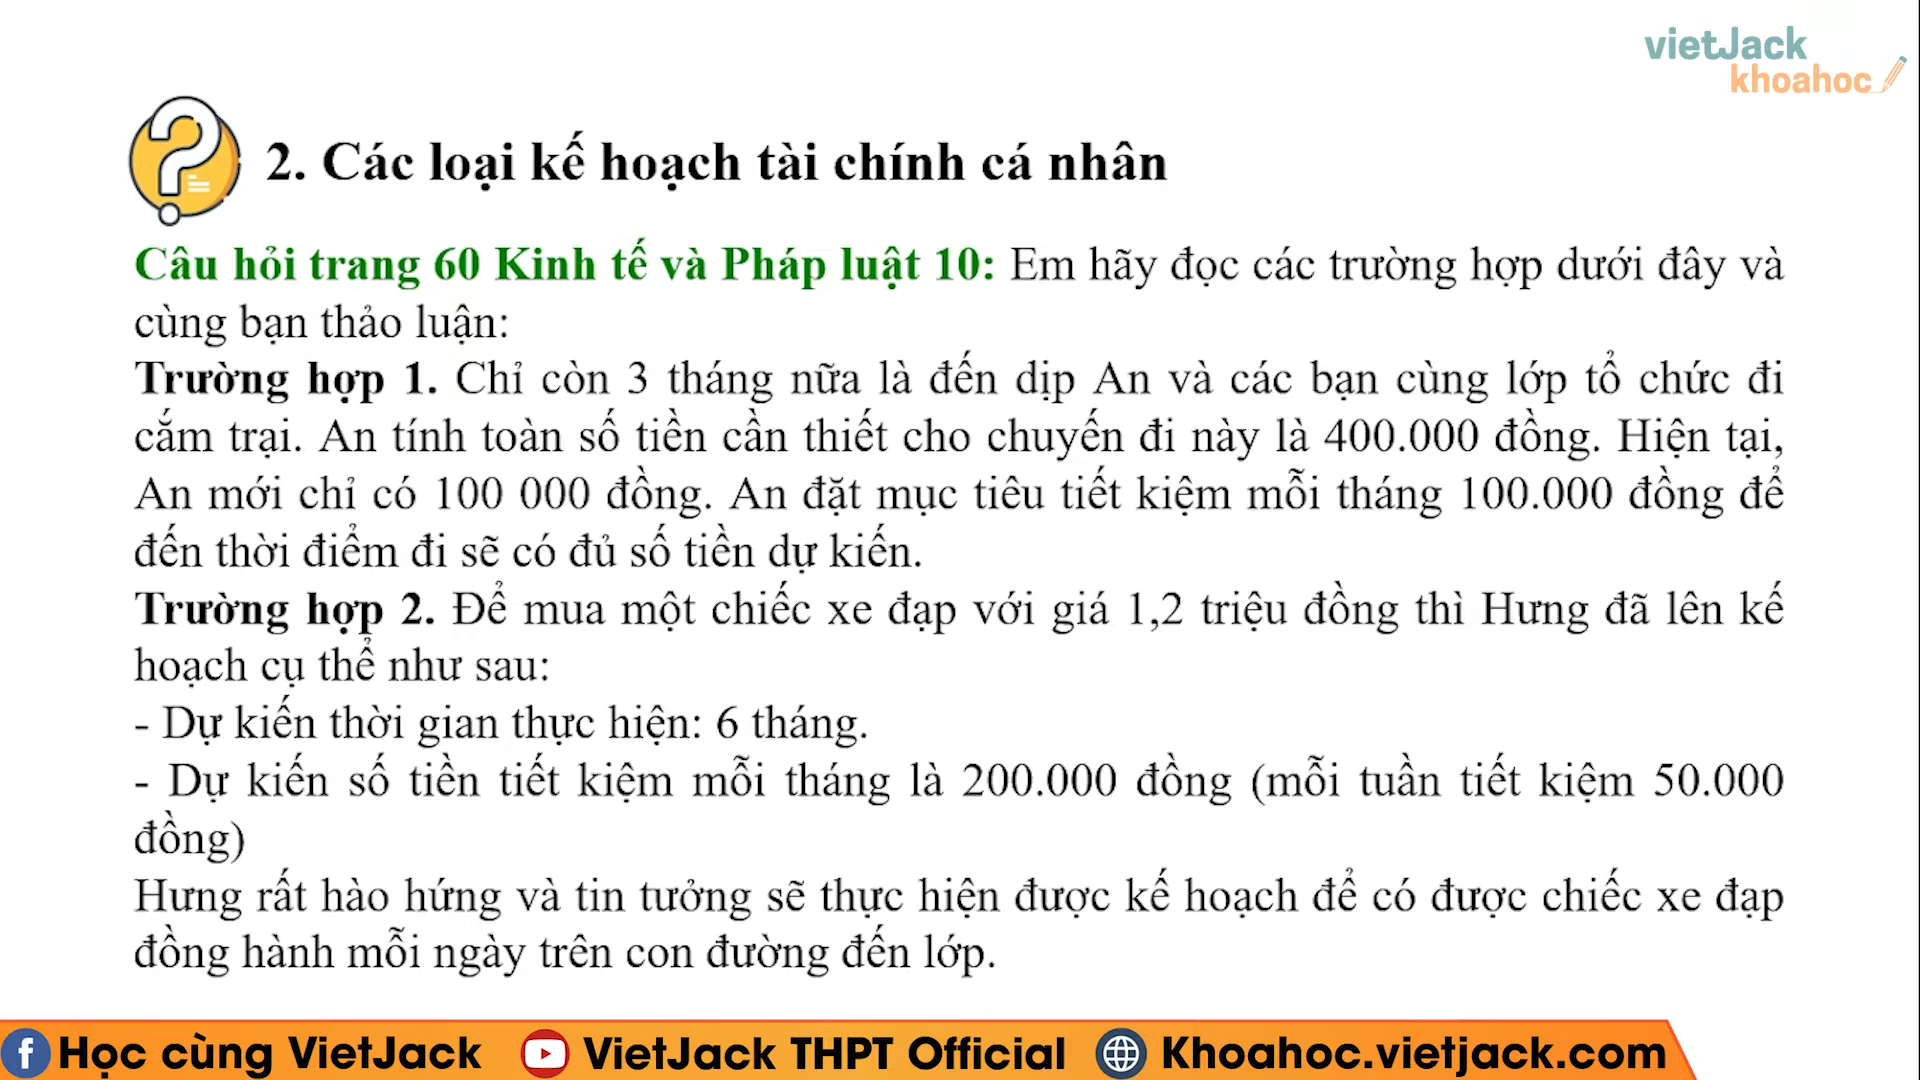 vietJack
khoahoc
2. Các loại kế hoạch tài chính cá nhân
Câu hỏi trang 60 Kinh tế và Pháp luật 10: Em hãy đọc các trường hợp dưới đây và
cùng bạn thảo luận:
Trường hợp 1. Chỉ còn 3 tháng nữa là đến dịp An và các bạn cùng lớp tổ chức đi
cắm trại. An tính toàn số tiền cần thiết cho chuyến đi này là 400.000 đồng. Hiện tại,
An mới chỉ có 100 000 đồng. An đặt mục tiêu tiết kiệm mỗi tháng 100.000 đồng để
đến thời điểm đi sẽ có đủ số tiền dự kiến.
Trường hợp 2. Để mua một chiếc xe đạp với giá 1,2 triệu đồng thì Hưng đã lên kế
hoạch cụ thể như sau:
- Dự kiến thời gian thực hiện: 6 tháng.
- Dự kiến số tiền tiết kiệm mỗi tháng là 200.000 đồng (mỗi tuần tiết kiệm 50.000
đồng)
Hưng rất hào hứng và tin tưởng sẽ thực hiện được kế hoạch để có được chiếc xe đạp
đồng hành mỗi ngày trên con đường đến lớp.
Học cùng VietJack VietJack THPT Official Khoahoc.vietjack.com